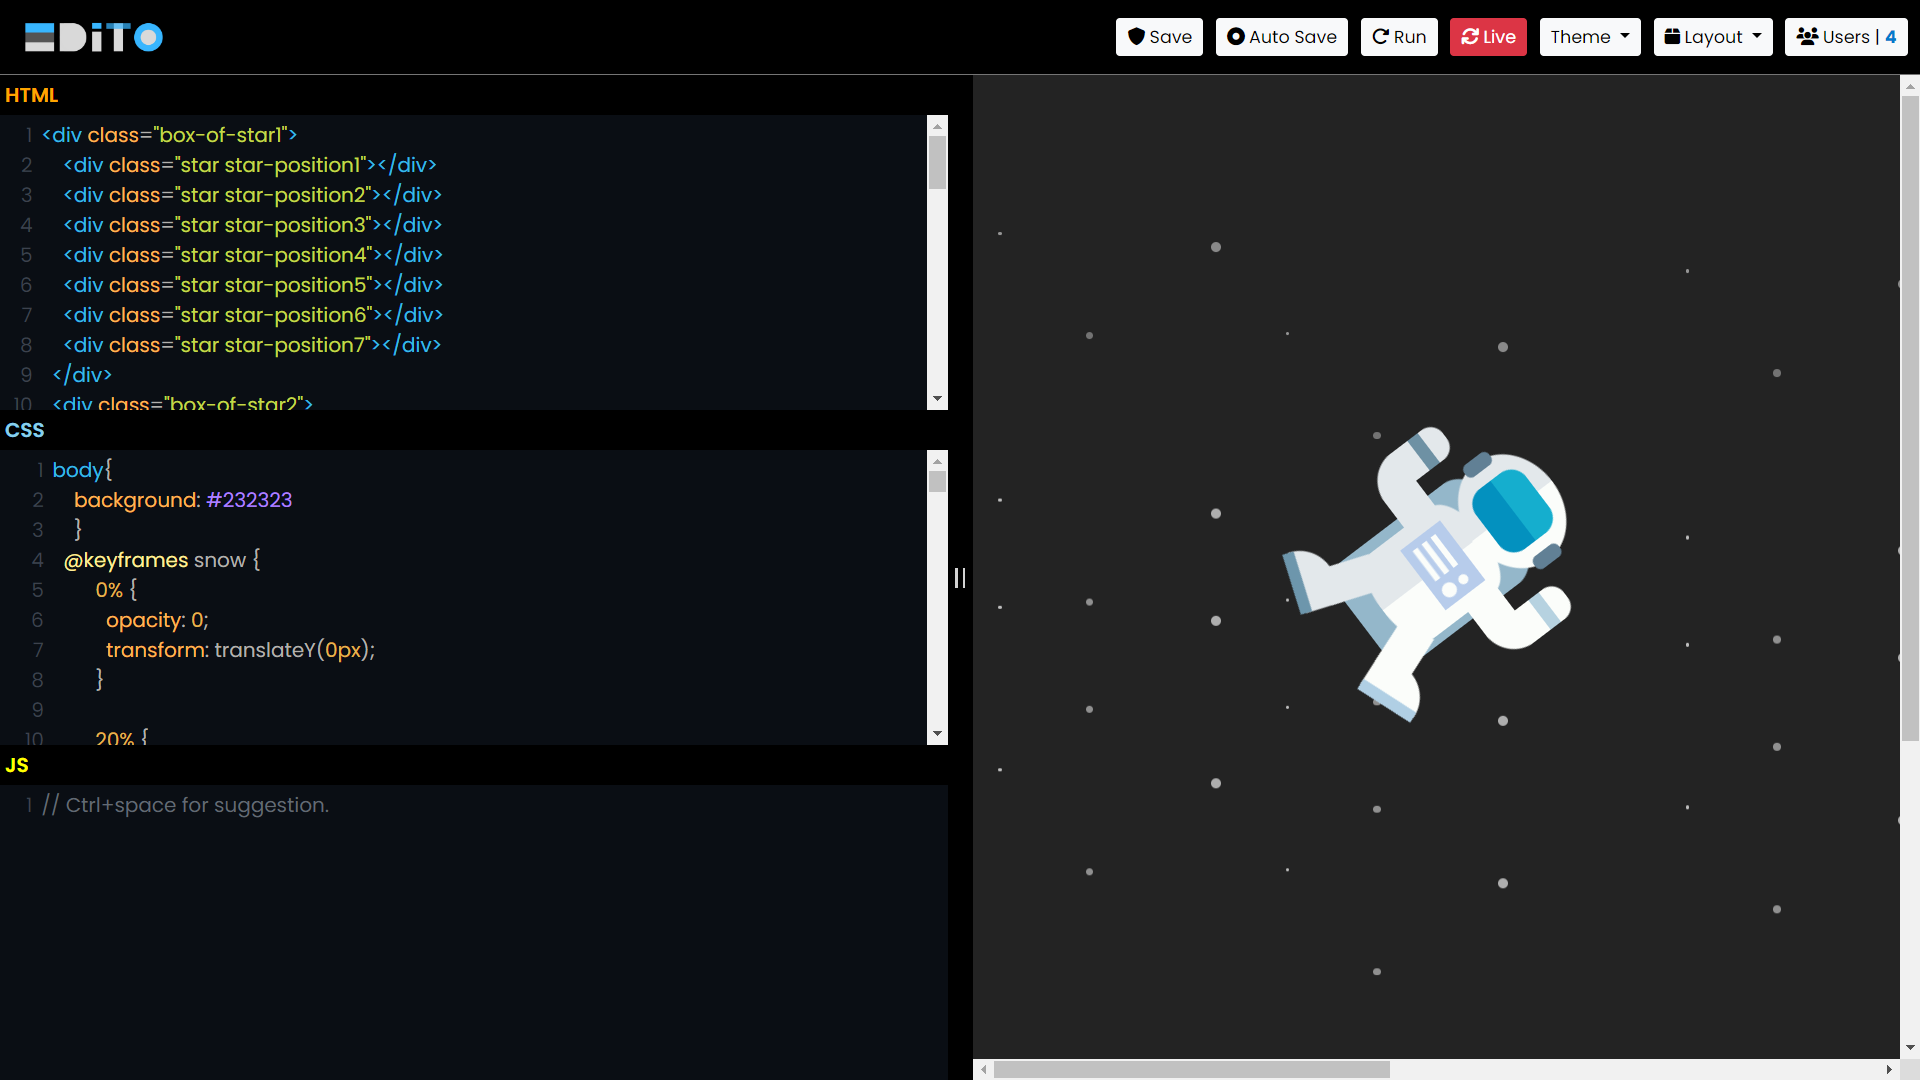 EDiTO
Save Auto Save Run Live Theme Layout Users | 4
HTML
1 <div class="box-of-star1">
2 <div class="star star-position1"></div>
3 <div class="star star-position2"></div>
4 <div class="star star-position3"></div>
5 <div class="star star-position4"></div>
6 <div class="star star-position5"></div>
7 <div class="star star-position6"></div>
8 <div class="star star-position7"></div>
9 </div>
10 <div class="box-of-star2">
CSS
1 body{
2 background: #232323
3 }
4 @keyframes snow {
5 0% {
6 opacity: 0;
7 transform: translateY(0px);
8 }
9
10 20% {
JS
1 // Ctrl+space for suggestion.